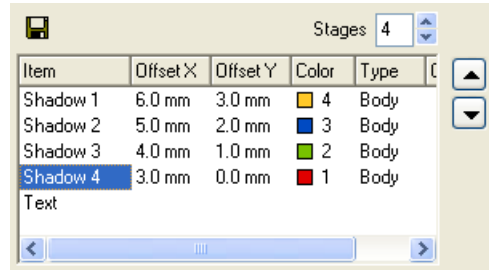 Stages 4
Item Offset X Offset Y Color Type
Shadow 1 6.0 mm 3.0 mm 4 Body
Shadow 2 5.0 mm 2.0 mm 3 Body
Shadow 3 4.0 mm 1.0 mm 2 Body
Shadow 4 3.0 mm 0.0 mm 1 Body
Text